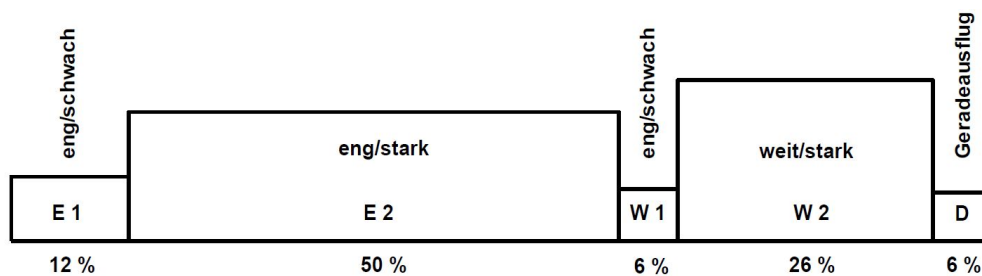 eng/schwach
eng/stark
eng/schwach
weit/stark
Geradeausflug
E 1
E 2
W 1
W 2
D
12 %
50 %
6 %
26 %
6 %